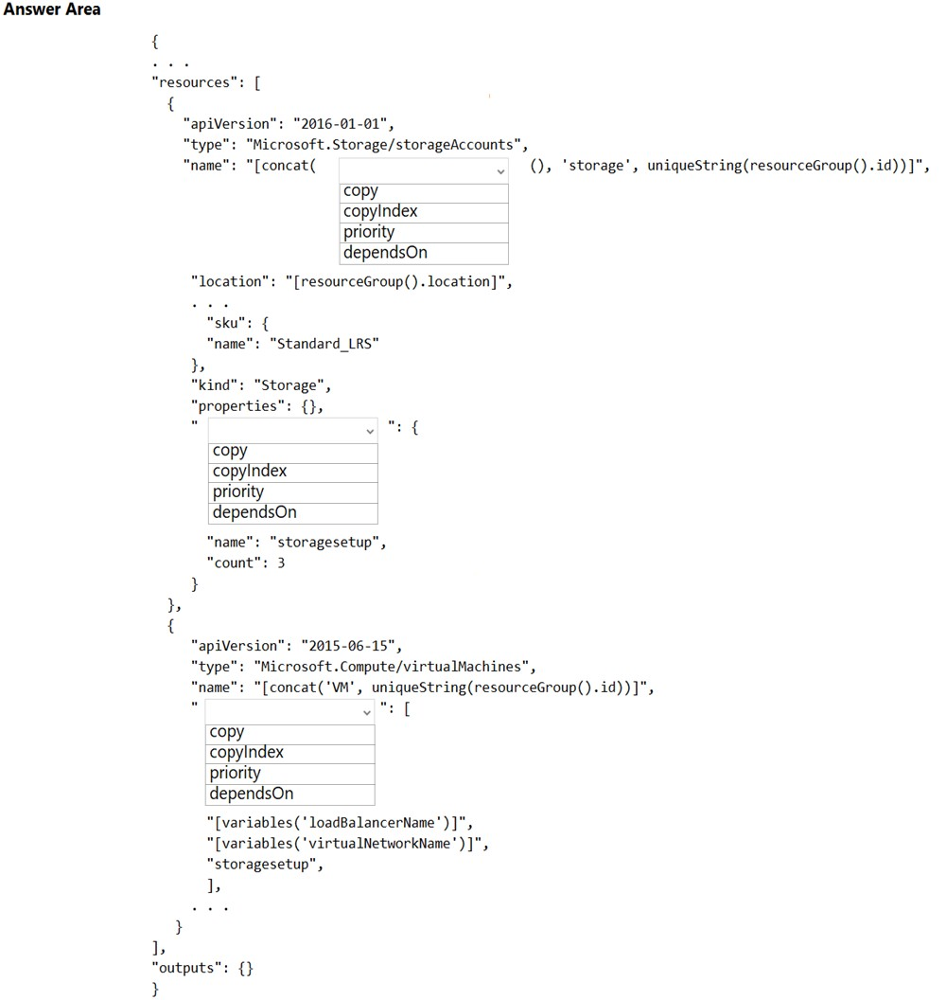 Answer Area
{
. . .
"resources": [
{
"apiVersion": "2016-01-01",
"type": "Microsoft.Storage/storageAccounts",
"name": "[concat( (), 'storage', uniqueString(resourceGroup().id))]",
copy
copyIndex
priority
dependsOn
"location": "[resourceGroup().location]",
. . .
"sku": {
"name": "Standard_LRS"
},
"kind": "Storage",
"properties": {},
" ": {
copy
copyIndex
priority
dependsOn
"name": "storagesetup",
"count": 3
}
},
{
"apiVersion": "2015-06-15",
"type": "Microsoft.Compute/virtualMachines",
"name": "[concat('VM', uniqueString(resourceGroup().id))]",
" ": [
copy
copyIndex
priority
dependsOn
"[variables('loadBalancerName')]",
"[variables('virtualNetworkName')]",
"storagesetup",
],
. . .
}
],
"outputs": {}
}